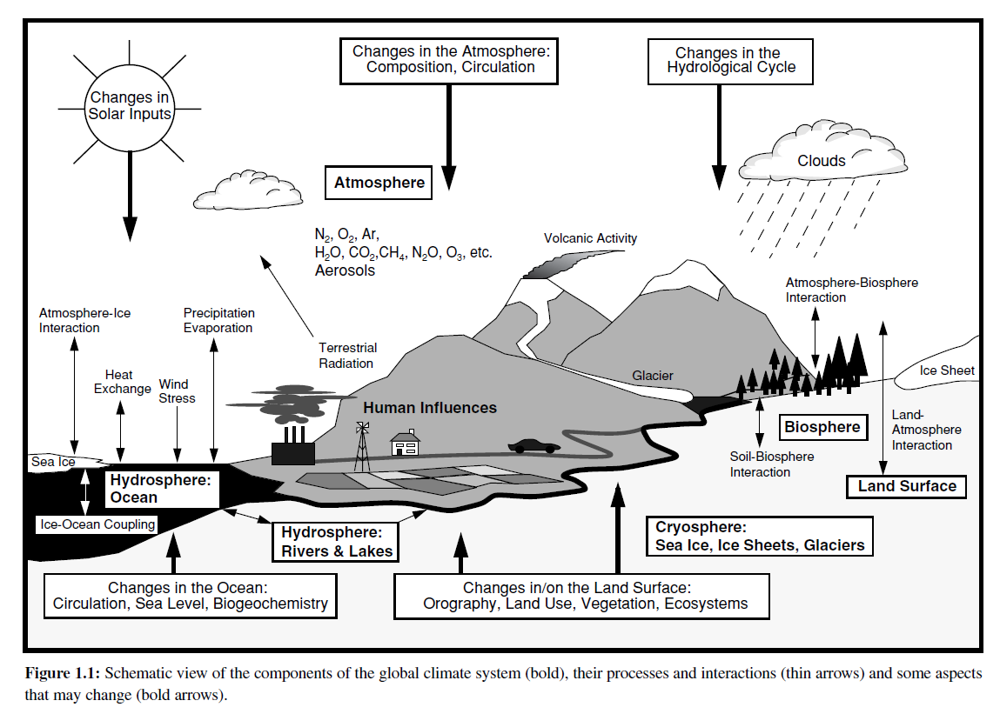 Changes in the Atmosphere:
Composition, Circulation
Changes in the
Hydrological Cycle
Changes in
Solar Inputs
Clouds
Atmosphere
N₂, O₂, Ar,
H₂O, CO₂,CH₄, N₂O, O₃, etc.
Aerosols
Volcanic Activity
Atmosphere-Biosphere
Interaction
Atmosphere-Ice
Interaction
Precipitation
Evaporation
Terrestrial
Radiation
Heat
Exchange
Wind
Stress
Glacier
Ice Sheet
Human Influences
Biosphere
Land-
Atmosphere
Interaction
Soil-Biosphere
Interaction
Sea Ice
Hydrosphere:
Ocean
Land Surface
Ice-Ocean Coupling
Hydrosphere:
Rivers & Lakes
Cryosphere:
Sea Ice, Ice Sheets, Glaciers
Changes in the Ocean:
Circulation, Sea Level, Biogeochemistry
Changes in/on the Land Surface:
Orography, Land Use, Vegetation, Ecosystems
Figure 1.1: Schematic view of the components of the global climate system (bold), their processes and interactions (thin arrows) and some aspects
that may change (bold arrows).